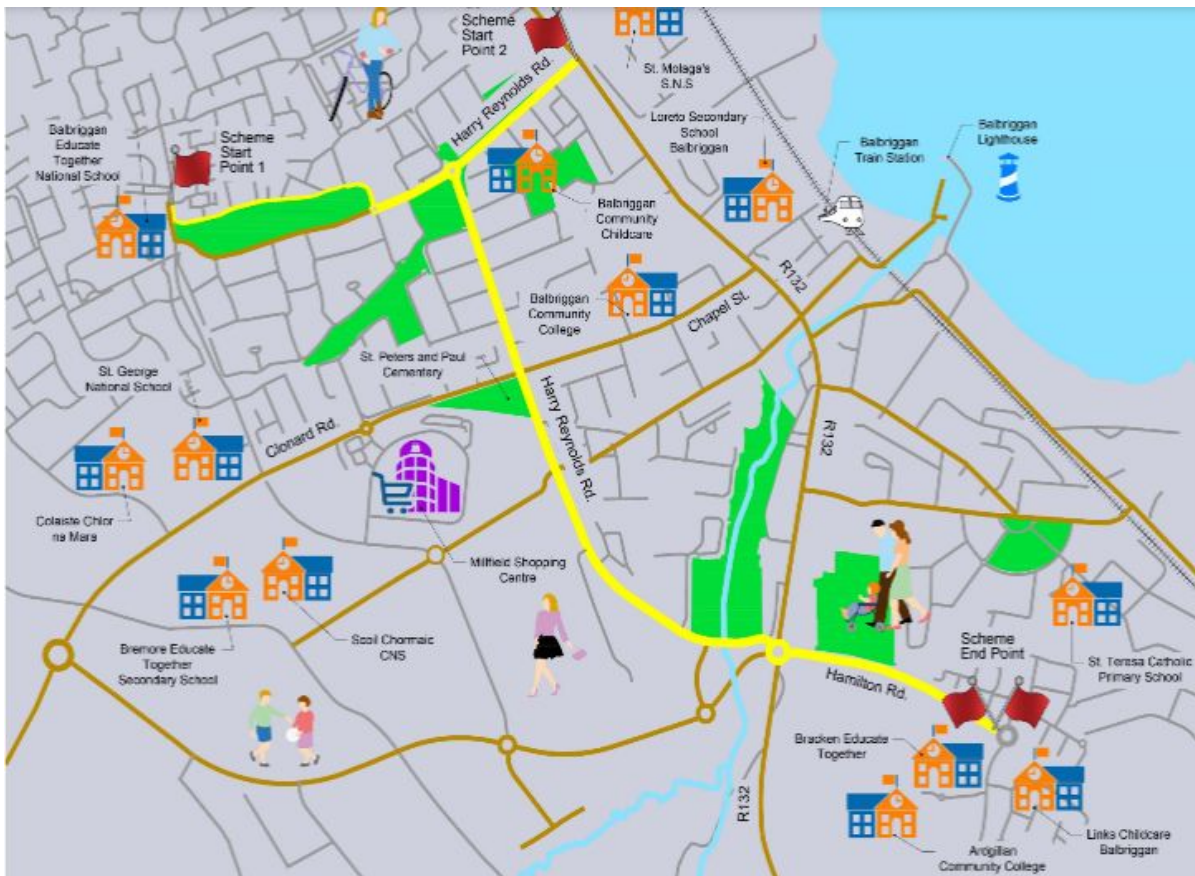 Scheme
Start
Point 2
St. Molaga's
S.N.S
Harry Reynolds Rd.
Balbriggan
Educate
Together
National School
Scheme
Start
Point 1
Loreto Secondary
School
Balbriggan
Balbriggan
Train Station
Balbriggan
Lighthouse
Balbriggan
Community
Childcare
R132
Balbriggan
Community
College
Chapel St.
St. Peters and Paul
Cementary
St. George
National School
Harry Reynolds Rd.
Clonard Rd.
R132
Colaiste Chlor
na Mara
Millfield Shopping
Centre
Scoil Chormaic
CNS
Bremore Educate
Together
Secondary School
Scheme
End Point
St. Teresa Catholic
Primary School
Hamilton Rd.
Bracken Educate
Together
R132
Links Childcare
Balbriggan
Ardgillan
Community College